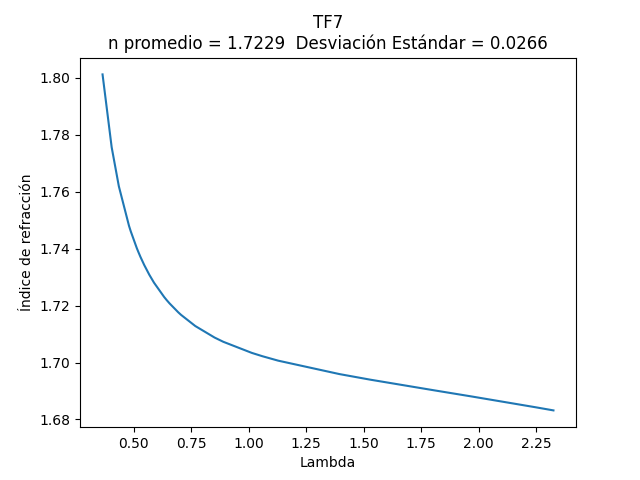 TF7
n promedio = 1.7229 Desviación Estándar = 0.0266
1.80
1.78
1.76
1.74
1.72
1.70
1.68
Índice de refracción
0.50 0.75 1.00 1.25 1.50 1.75 2.00 2.25
Lambda